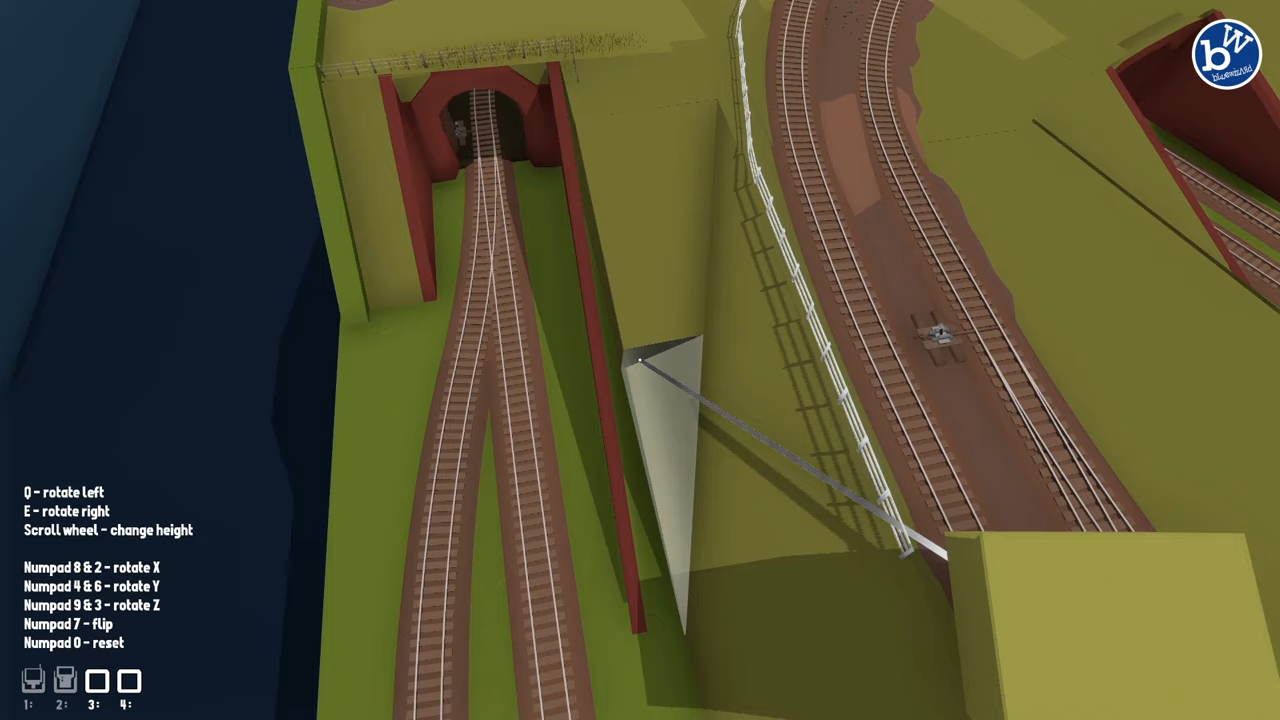 bW
bluewizard
Q - rotate left
E - rotate right
Scroll wheel - change height
Numpad 8 & 2 - rotate X
Numpad 4 & 6 - rotate Y
Numpad 9 & 3 - rotate Z
Numpad 7 - flip
Numpad 0 - reset
1: 2: 3: 4: